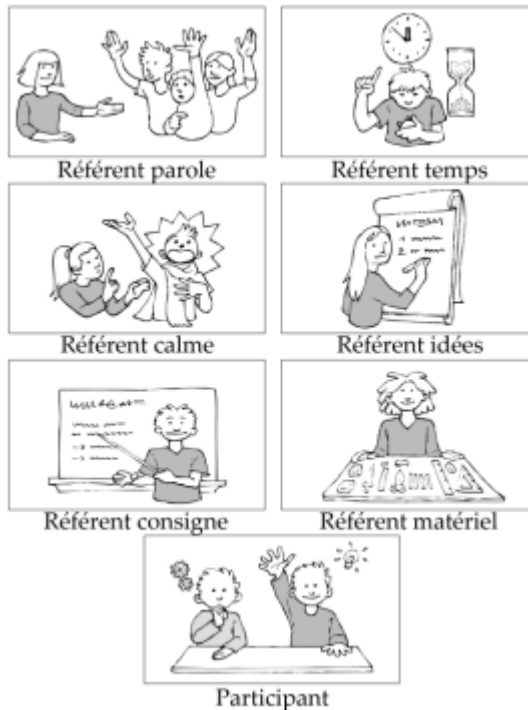 Référent parole
Référent temps
Référent calme
Référent idées
Référent consigne
Référent matériel
Participant